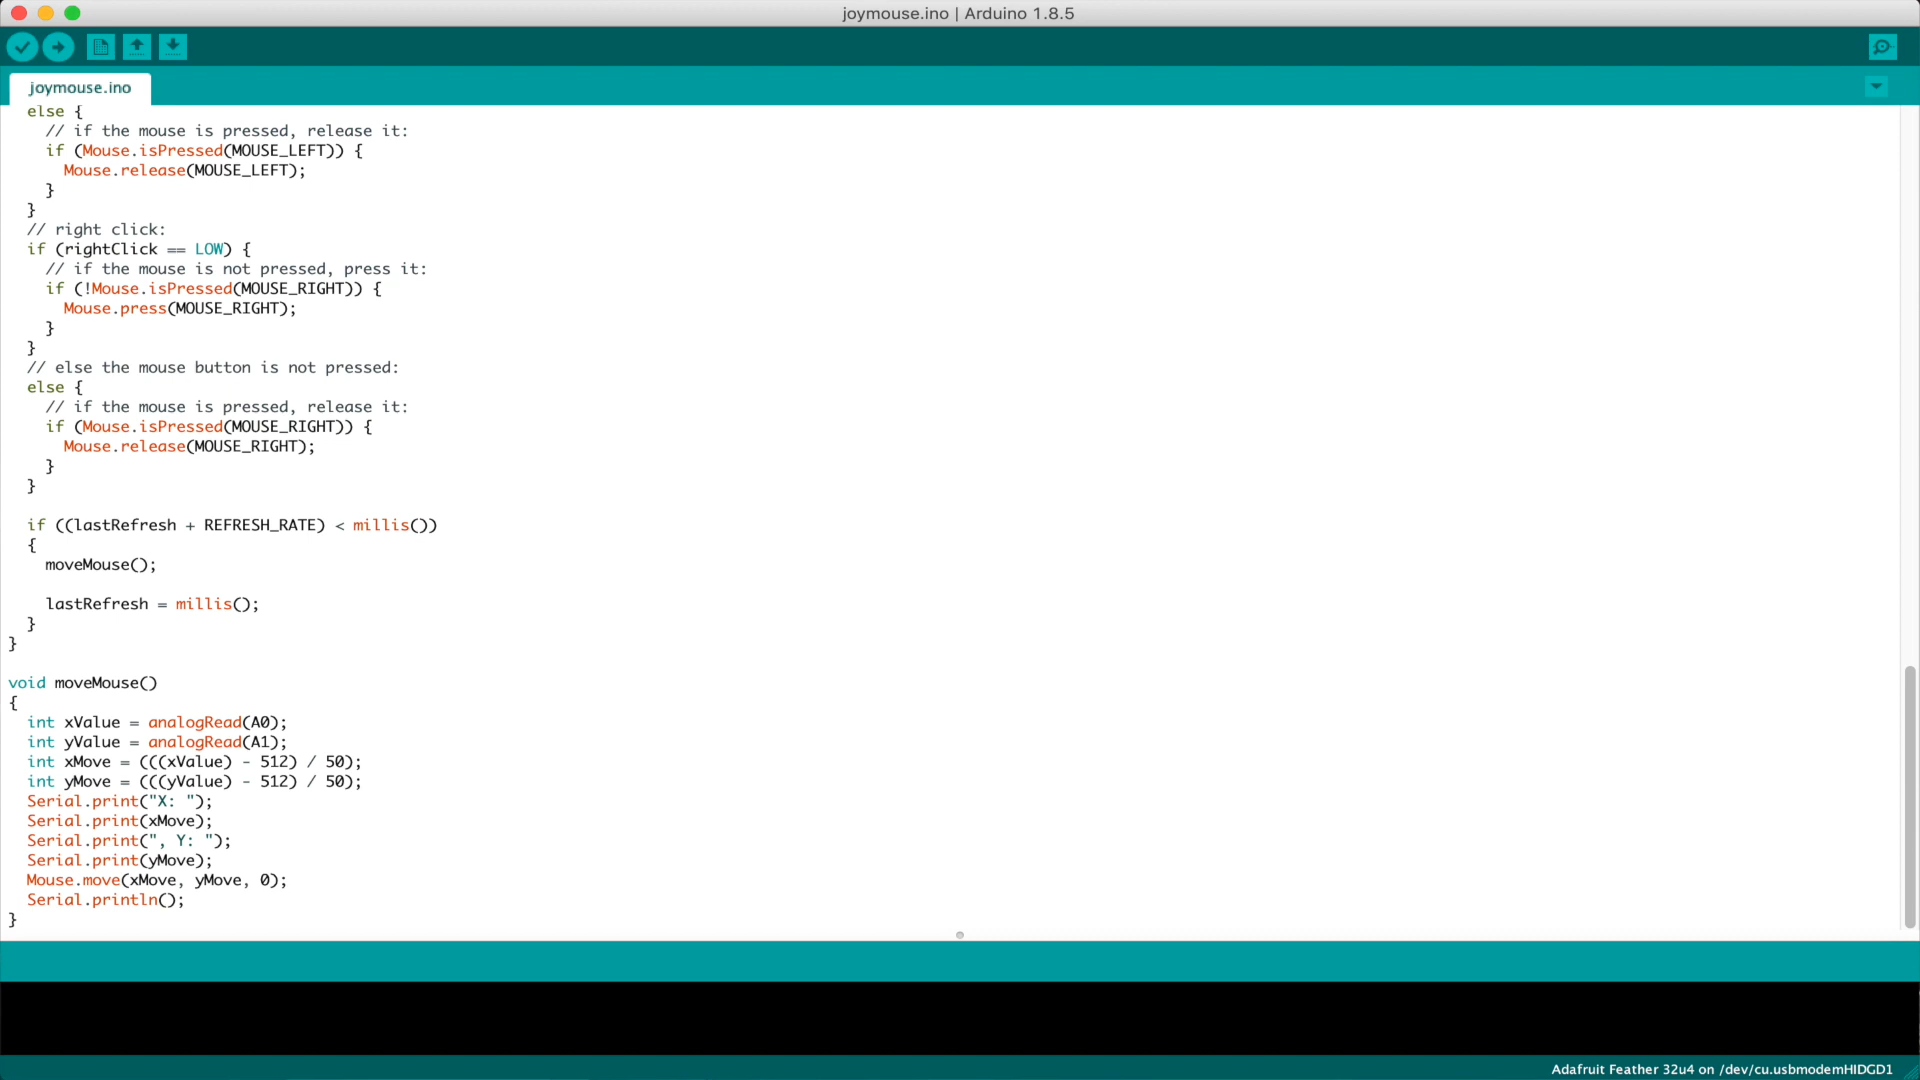 joymouse.ino | Arduino 1.8.5
joymouse.ino
else {
// if the mouse is pressed, release it:
if (Mouse.isPressed(MOUSE_LEFT)) {
Mouse.release(MOUSE_LEFT);
}
}
// right click:
if (rightClick == LOW) {
// if the mouse is not pressed, press it:
if (!Mouse.isPressed(MOUSE_RIGHT)) {
Mouse.press(MOUSE_RIGHT);
}
}
// else the mouse button is not pressed:
else {
// if the mouse is pressed, release it:
if (Mouse.isPressed(MOUSE_RIGHT)) {
Mouse.release(MOUSE_RIGHT);
}
}
if ((lastRefresh + REFRESH_RATE) < millis())
{
moveMouse();
lastRefresh = millis();
}
}
void moveMouse()
{
int xValue = analogRead(A0);
int yValue = analogRead(A1);
int xMove = (((xValue) - 512) / 50);
int yMove = (((yValue) - 512) / 50);
Serial.print("X: ");
Serial.print(xMove);
Serial.print(", Y: ");
Serial.print(yMove);
Mouse.move(xMove, yMove, 0);
Serial.println();
}
Adafruit Feather 32u4 on /dev/cu.usbmodemHIDGD1